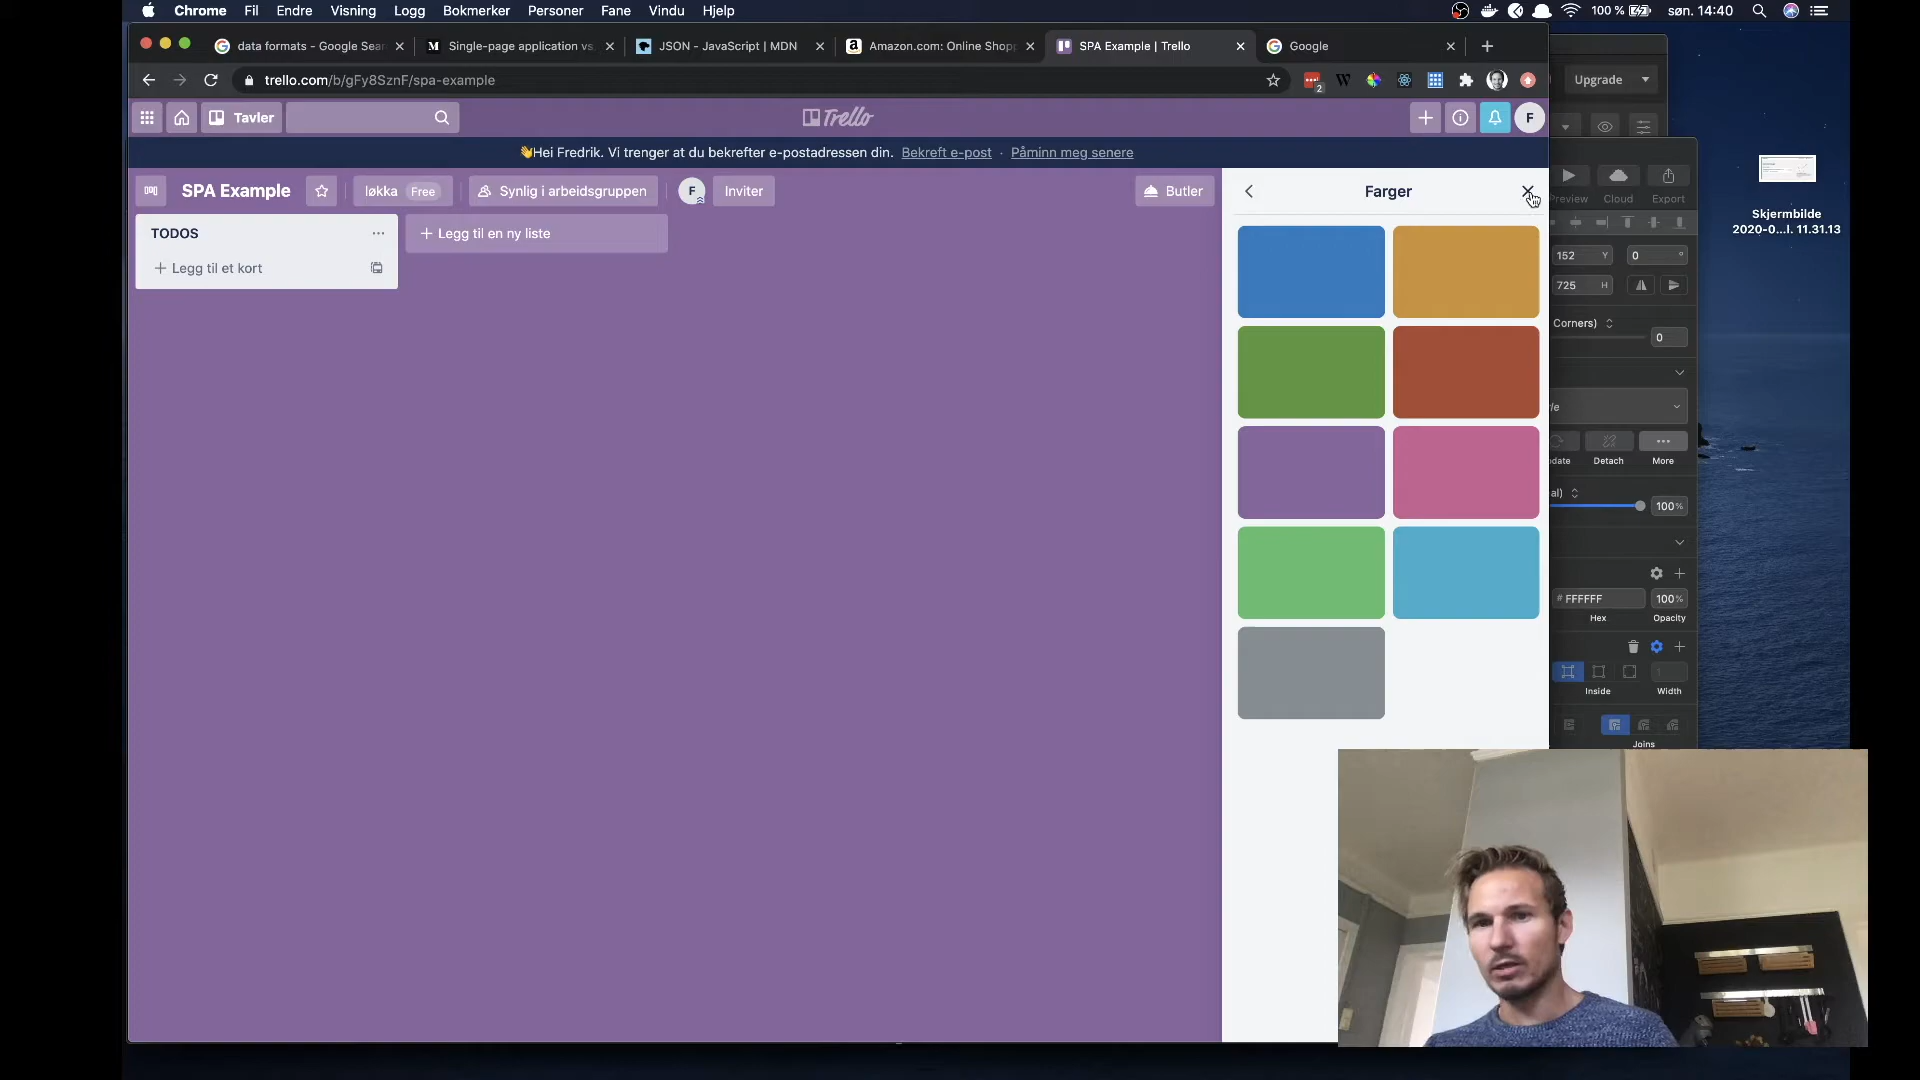 Chrome Fil Endre Visning Logg Bokmerker Personer Fane Vindu Hjelp 100 % søn. 14:40
data formats - Google Sear Single-page application vs. JSON - JavaScript | MDN Amazon.com: Online Shopp SPA Example | Trello Google
trello.com/b/gFy8SznF/spa-example
2
Upgrade
Tavler Trello F
👋Hei Fredrik. Vi trenger at du bekrefter e-postadressen din. Bekreft e-post · Påminn meg senere
SPA Example løkka Free Synlig i arbeidsgruppen F Inviter Butler
Farger
TODOS
+ Legg til en ny liste
+ Legg til et kort
Preview Cloud Export
Skjermbilde
2020-0...l. 11.31.13
152 Y 0 °
725 H
Corners)
0
Detach More
100%
# FFFFFF 100%
Hex Opacity
Inside Width
Joins